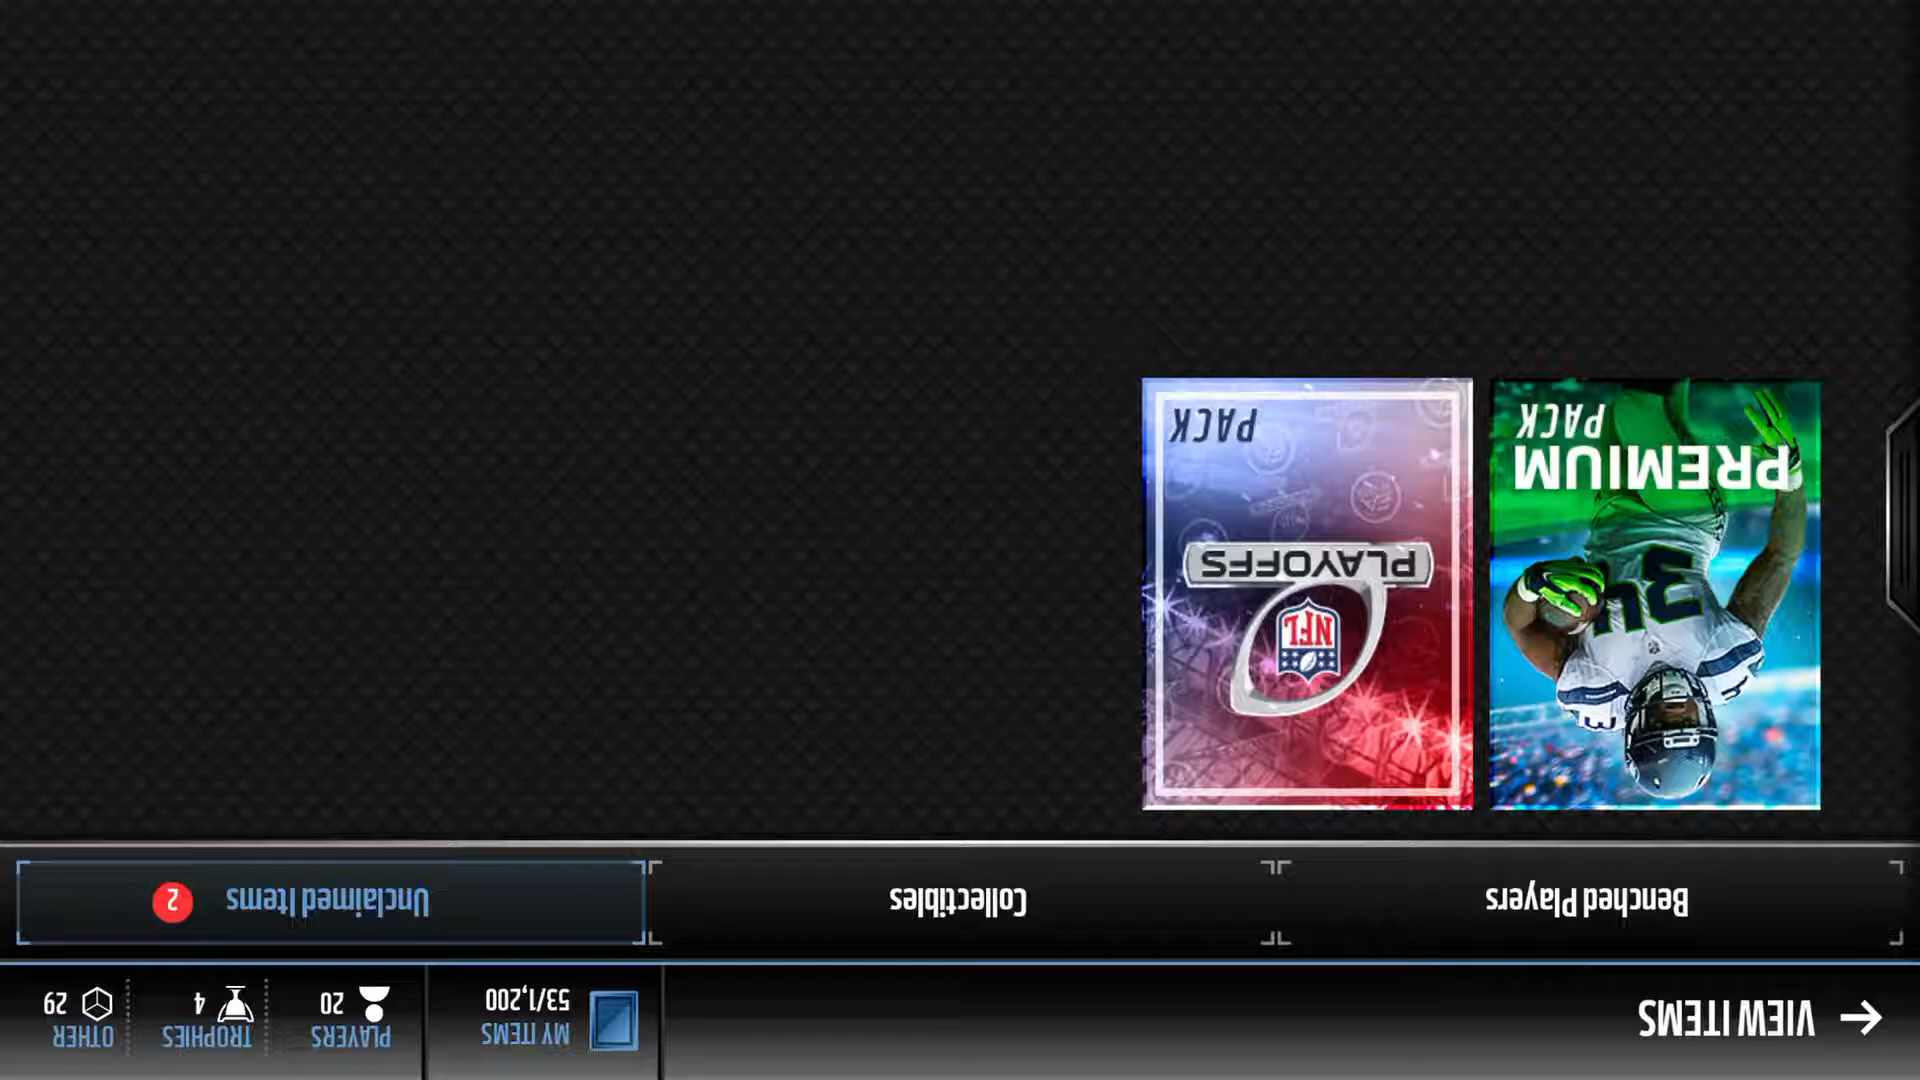 VIEW ITEMS
MY ITEMS
53/1,200
PLAYERS
20
TROPHIES
4
OTHER
29
Benched Players
Collectibles
Unclaimed Items
2
34
PREMIUM
PACK
NFL
PLAYOFFS
PACK